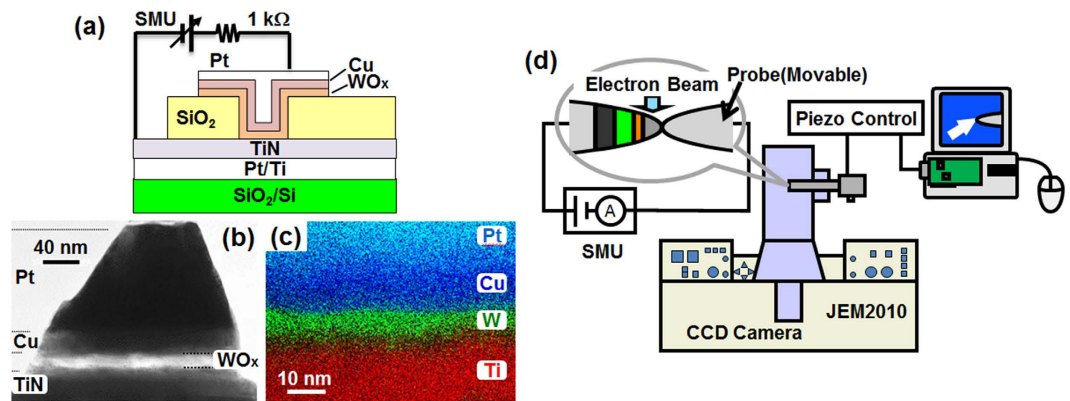 (a)
SMU
1 kΩ
Pt
Cu
WOx
SiO2
TiN
Pt/Ti
SiO2/Si
(b)
40 nm
Pt
Cu
WOx
TiN
(c)
Pt
Cu
W
Ti
10 nm
(d)
Electron Beam
Probe(Movable)
Piezo Control
A
SMU
JEM2010
CCD Camera